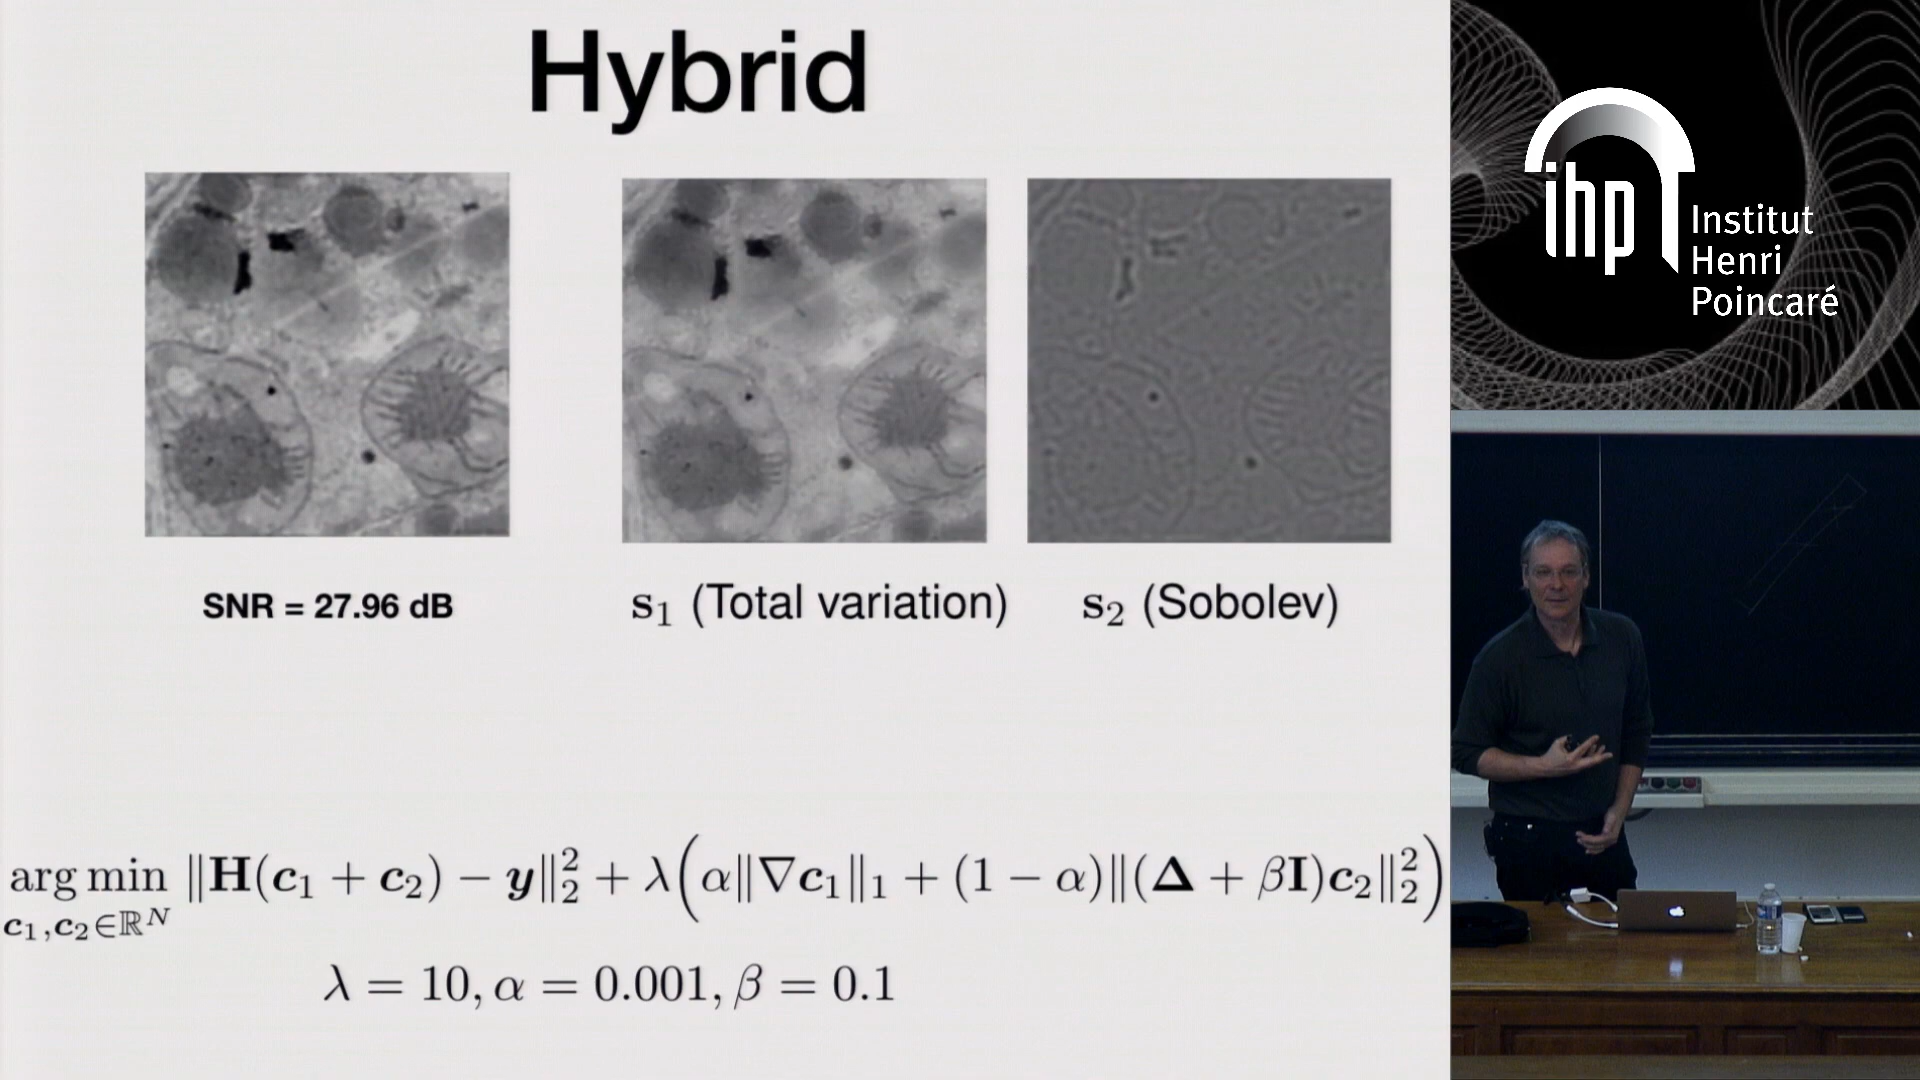 Hybrid
SNR = 27.96 dB
s₁ (Total variation)
s₂ (Sobolev)
arg min ‖H(c₁ + c₂) − y‖₂² + λ(α‖∇c₁‖₁ + (1 − α)‖(Δ + βI)c₂‖₂²)
c₁,c₂∈ℝᴺ
λ = 10, α = 0.001, β = 0.1
ihp
Institut
Henri
Poincaré